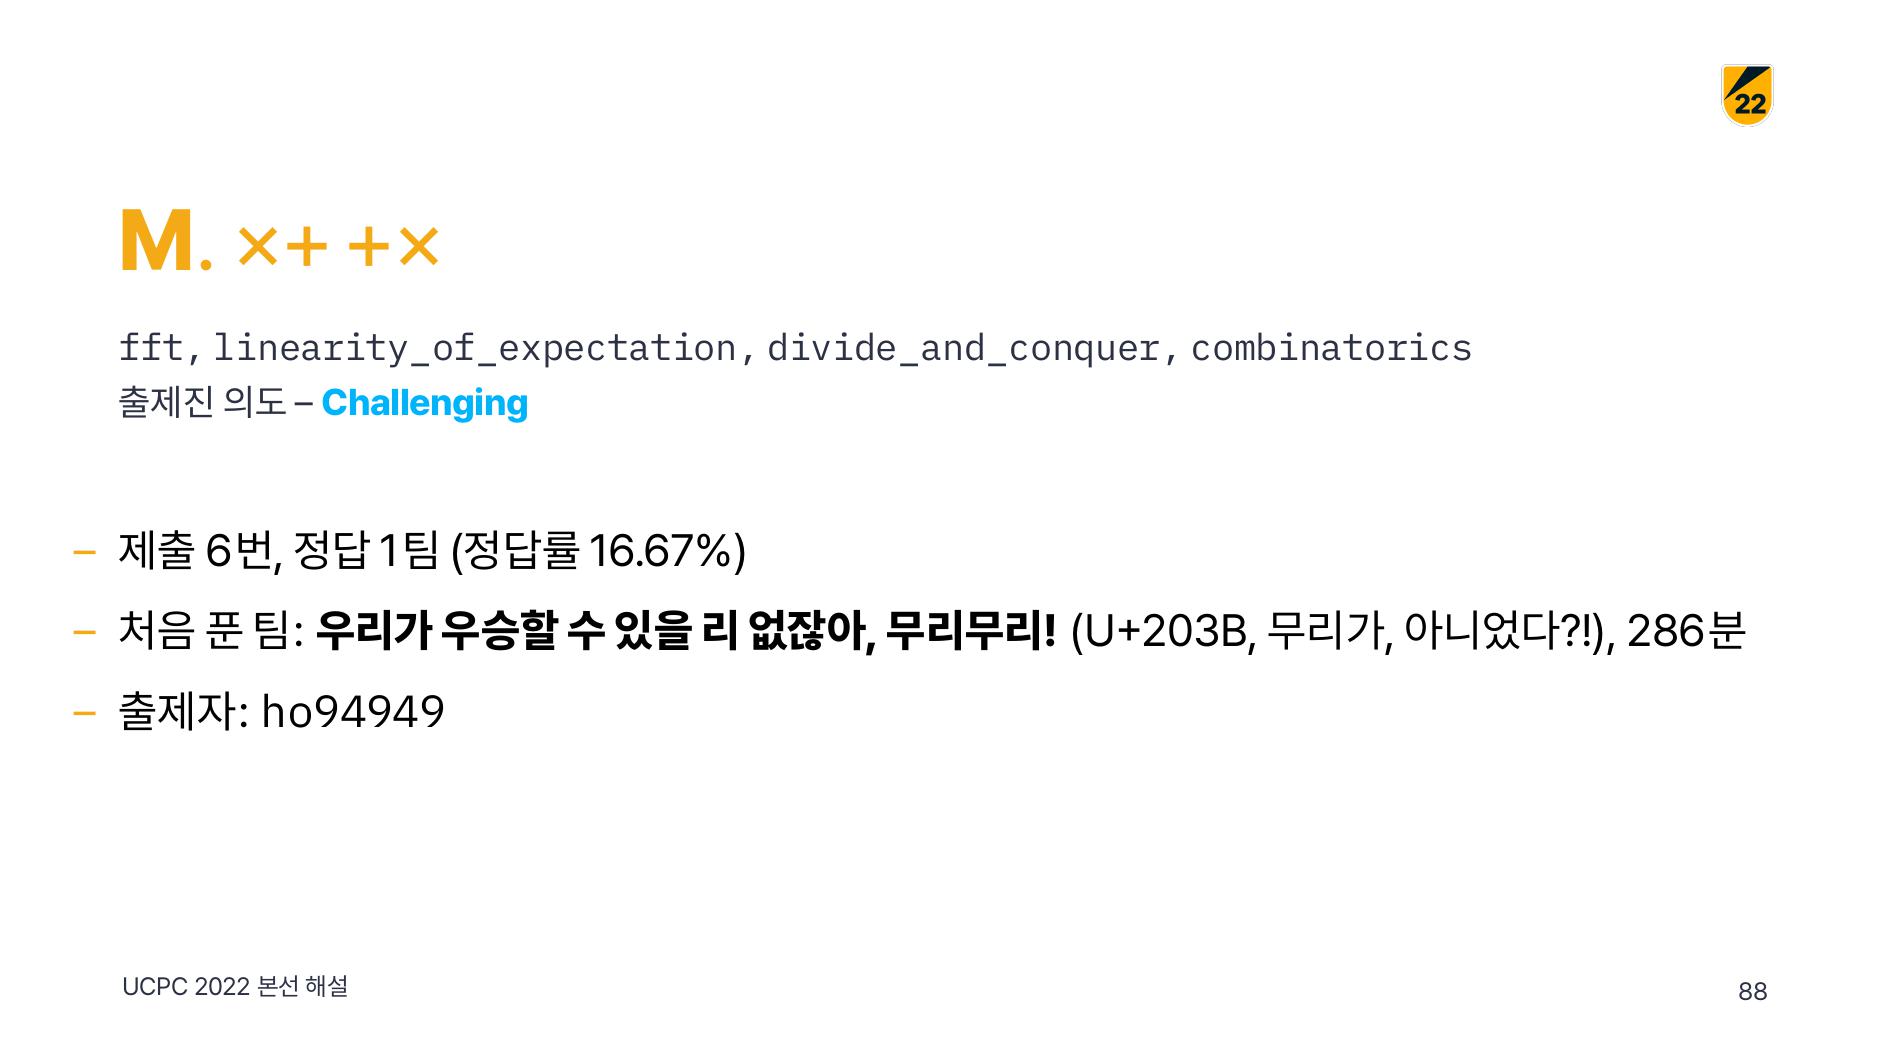 22
M. ×+ +×
fft, linearity_of_expectation, divide_and_conquer, combinatorics
출제진 의도 – Challenging
– 제출 6번, 정답 1팀 (정답률 16.67%)
– 처음 푼 팀: 우리가 우승할 수 있을 리 없잖아, 무리무리! (U+203B, 무리가, 아니었다?!), 286분
– 출제자: ho94949
UCPC 2022 본선 해설
88